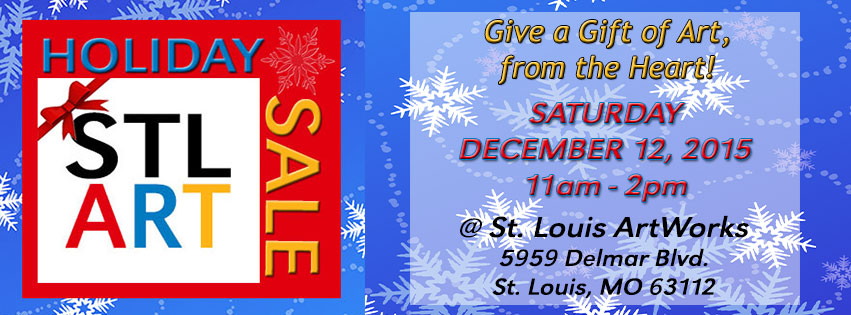 HOLIDAY
SALE
STL
ART
Give a Gift of Art,
from the Heart!
SATURDAY
DECEMBER 12, 2015
11am - 2pm
@ St. Louis ArtWorks
5959 Delmar Blvd.
St. Louis, MO 63112